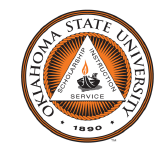 OKLAHOMA STATE UNIVERSITY
SCHOLARSHIP
INSTRUCTION
SERVICE
• 1890 •